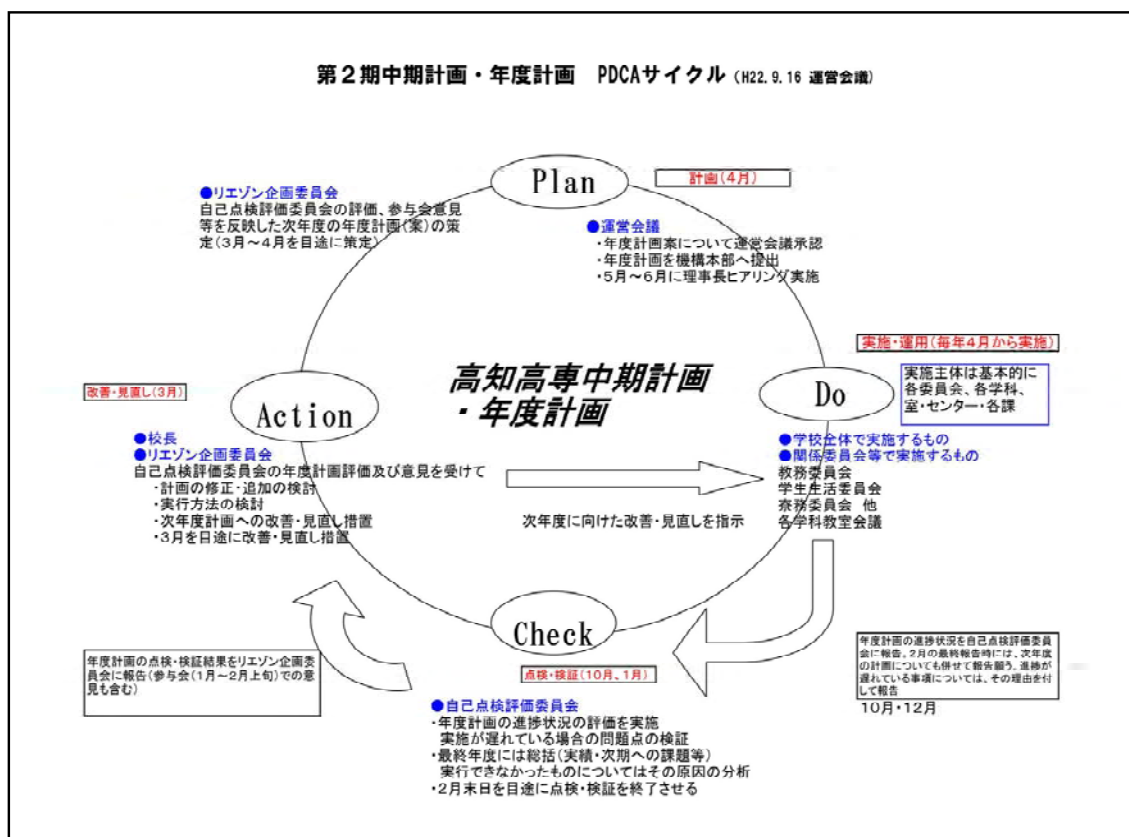 第2期中期計画・年度計画 PDCAサイクル (H22.9.16 運営会議)
Plan
計画(4月)
●リエゾン企画委員会
自己点検評価委員会の評価、参与会意見
等を反映した次年度の年度計画(案)の策
定(3月～4月を目途に策定)
●運営会議
・年度計画案について運営会議承認
・年度計画を機構本部へ提出
・5月～6月に理事長ヒアリング実施
実施・運用(毎年4月から実施)
実施主体は基本的に
各委員会、各学科、
室・センター・各課
Do
高知高専中期計画
・年度計画
改善・見直し(3月)
Action
●校長
●リエゾン企画委員会
自己点検評価委員会の年度計画評価及び意見を受けて
・計画の修正・追加の検討
・実行方法の検討
・次年度計画への改善・見直し措置
・3月を目途に改善・見直し措置
●学校全体で実施するもの
●関係委員会等で実施するもの
教務委員会
学生生活委員会
寮務委員会 他
各学科教室会議
次年度に向けた改善・見直しを指示
Check
点検・検証(10月、1月)
年度計画の点検・検証結果をリエゾン企画委
員会に報告(参与会(1月～2月上旬)での意
見も含む)
年度計画の進捗状況を自己点検評価委員
会に報告。2月の最終報告時には、次年度
の計画についても併せて報告願う。進捗が
遅れている事項については、その理由を付
して報告
10月・12月
●自己点検評価委員会
・年度計画の進捗状況の評価を実施
実施が遅れている場合の問題点の検証
・最終年度には総括(実績・次期への課題等)
実行できなかったものについてはその原因の分析
・2月末日を目途に点検・検証を終了させる